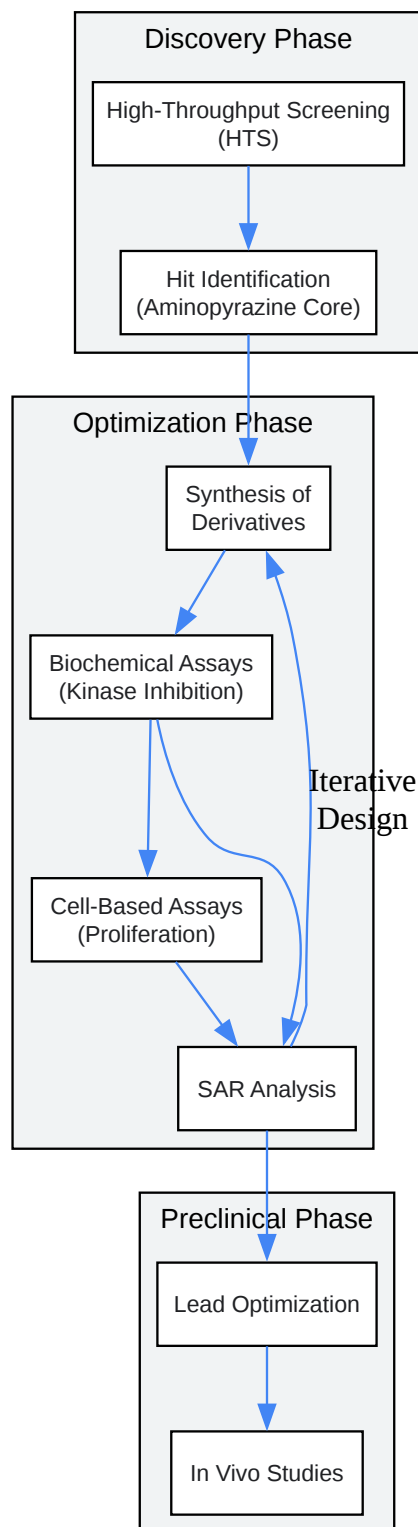 Discovery Phase
High-Throughput Screening
(HTS)
Hit Identification
(Aminopyrazine Core)
Optimization Phase
Synthesis of
Derivatives
Biochemical Assays
(Kinase Inhibition)
Iterative
Design
Cell-Based Assays
(Proliferation)
SAR Analysis
Preclinical Phase
Lead Optimization
In Vivo Studies